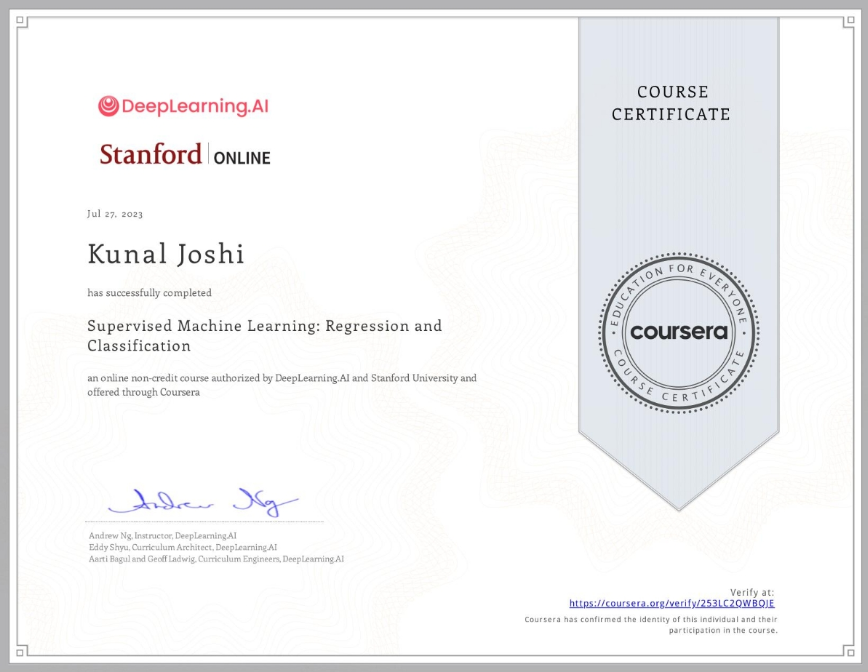 DeepLearning.AI
Stanford | ONLINE
Jul 27, 2023
Kunal Joshi
has successfully completed
Supervised Machine Learning: Regression and
Classification
an online non-credit course authorized by DeepLearning.AI and Stanford University and
offered through Coursera
Andrew Ng
Andrew Ng, Instructor, DeepLearning.AI
Eddy Shyu, Curriculum Architect, DeepLearning.AI
Aarti Bagul and Geoff Ladwig, Curriculum Engineers, DeepLearning.AI
COURSE
CERTIFICATE
EDUCATION FOR EVERYONE
coursera
COURSE CERTIFICATE
Verify at:
https://coursera.org/verify/253LC2QWBQJE
Coursera has confirmed the identity of this individual and their
participation in the course.